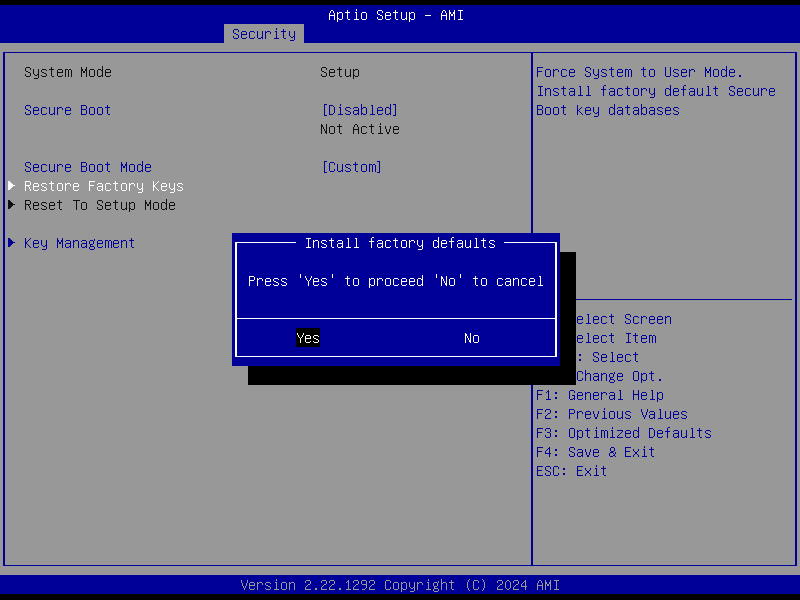 Aptio Setup - AMI
Security
System Mode Setup
Secure Boot [Disabled]
Not Active
Secure Boot Mode [Custom]
Restore Factory Keys
Reset To Setup Mode
Key Management
Force System to User Mode.
Install factory default Secure
Boot key databases
Install factory defaults
Press 'Yes' to proceed 'No' to cancel
Yes No
elect Screen
elect Item
: Select
Change Opt.
F1: General Help
F2: Previous Values
F3: Optimized Defaults
F4: Save & Exit
ESC: Exit
Version 2.22.1292 Copyright (C) 2024 AMI